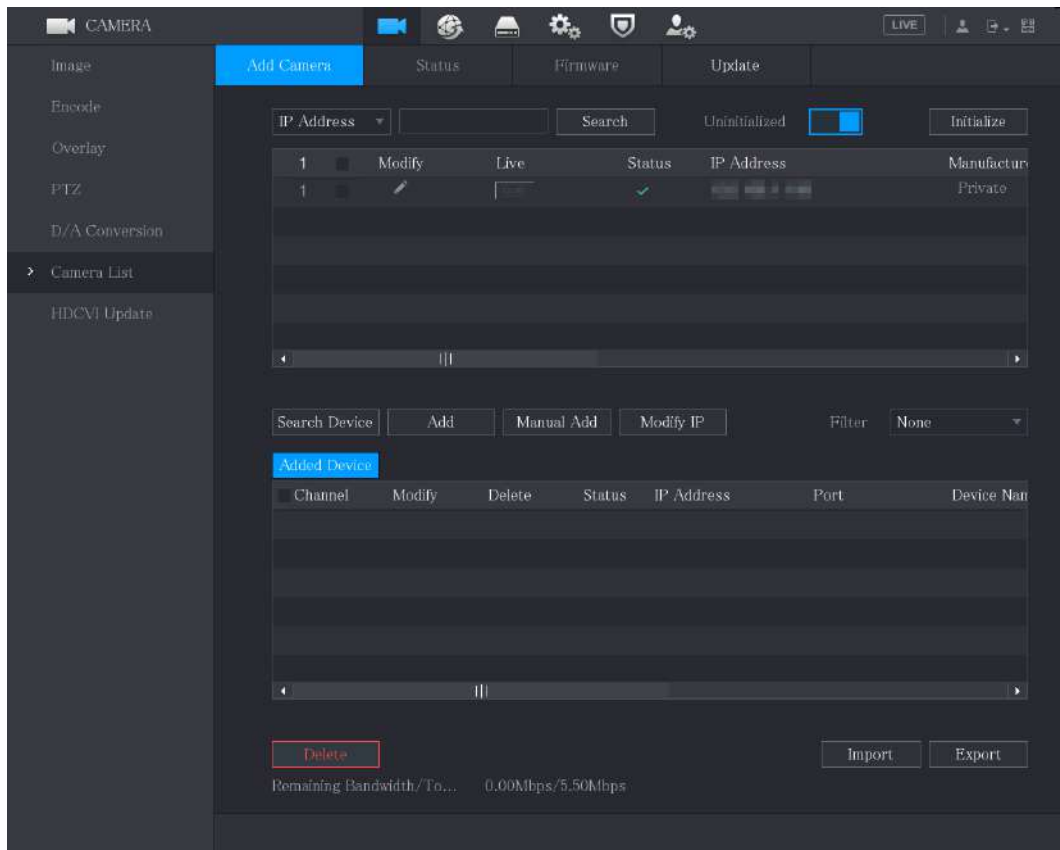 CAMERA LIVE
Image
Encode
Overlay
PTZ
D/A Conversion
Camera List
HDCVI Update
Add Camera Status Firmware Update
IP Address Search Uninitialized Initialize
1 Modify Live Status IP Address Manufactur
1 Private
Search Device Add Manual Add Modify IP Filter None
Added Device
Channel Modify Delete Status IP Address Port Device Nam
Delete Import Export
Remaining Bandwidth/To... 0.00Mbps/5.50Mbps